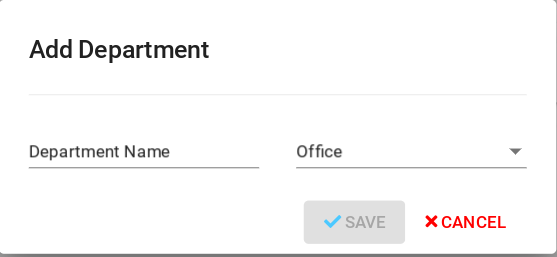 Add Department
Department Name
Office
SAVE
CANCEL